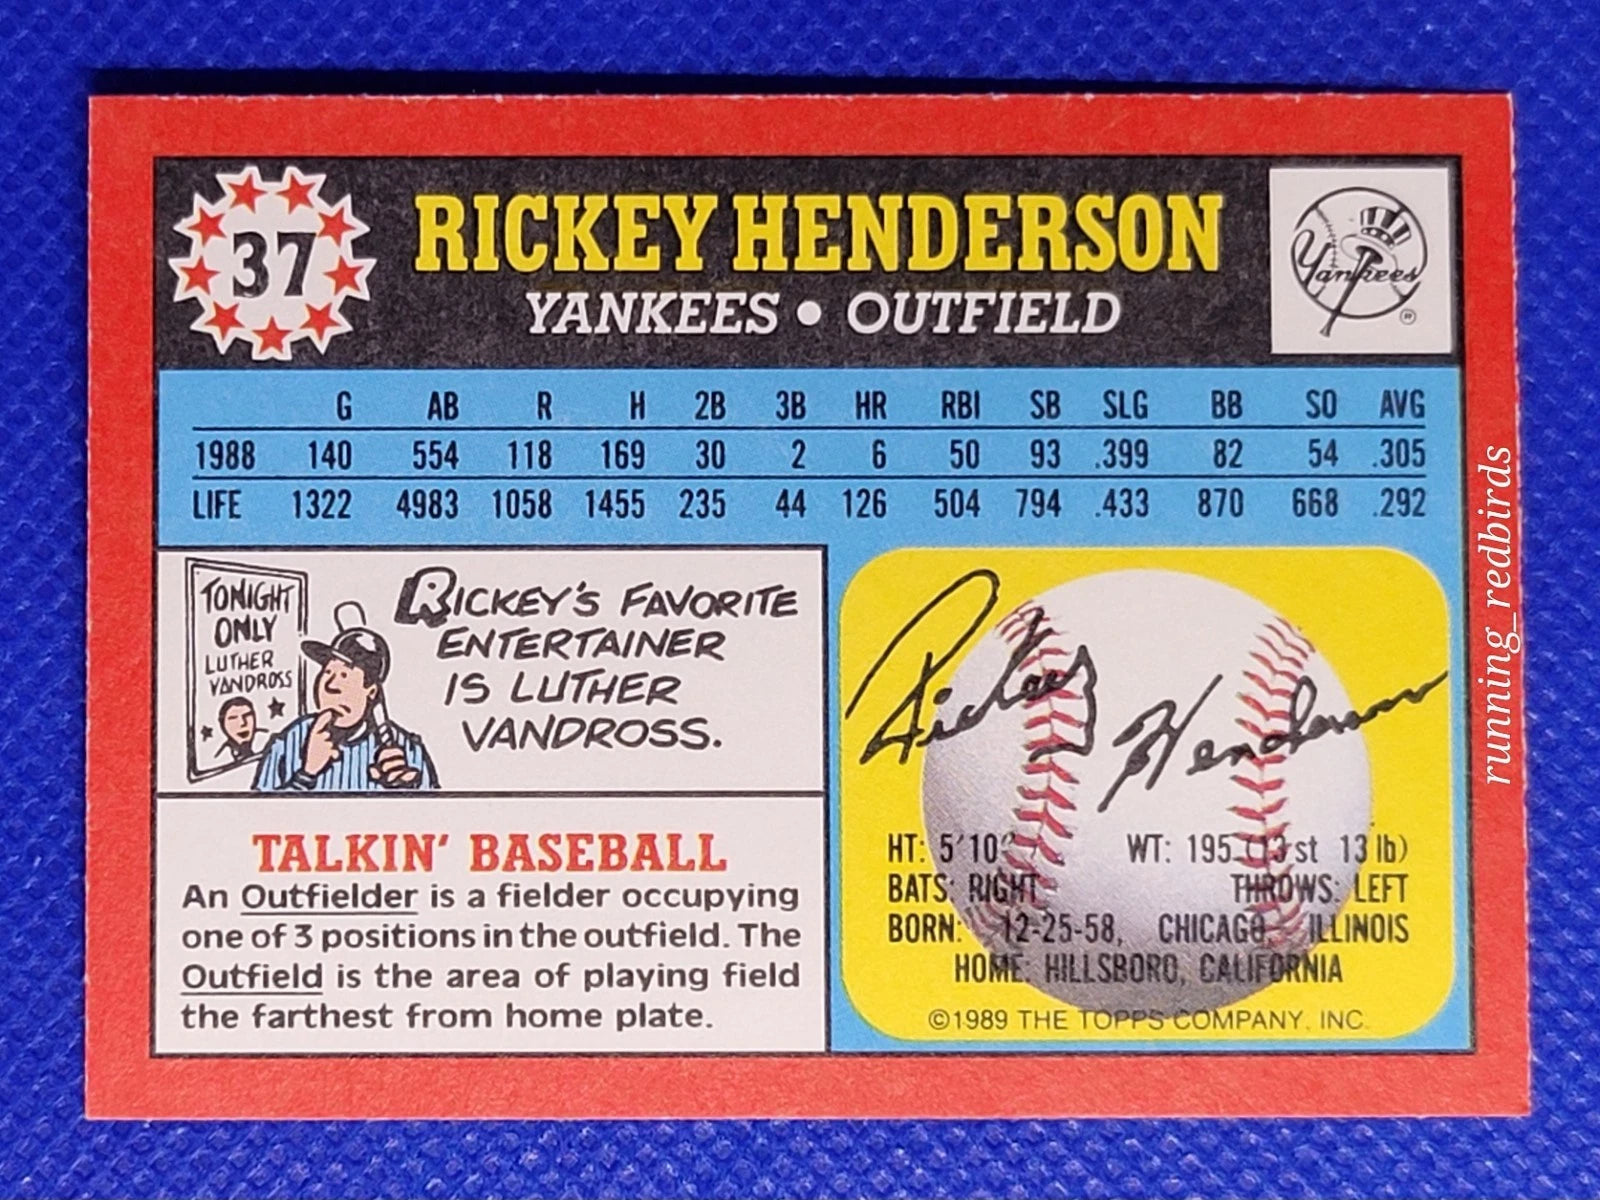 37
RICKEY HENDERSON
YANKEES • OUTFIELD
Yankees
®
G AB R H 2B 3B HR RBI SB SLG BB SO AVG
1988 140 554 118 169 30 2 6 50 93 .399 82 54 .305
LIFE 1322 4983 1058 1455 235 44 126 504 794 .433 870 668 .292
TONIGHT
ONLY
LUTHER
VANDROSS
RICKEY'S FAVORITE
ENTERTAINER
IS LUTHER
VANDROSS.
TALKIN' BASEBALL
An Outfielder is a fielder occupying
one of 3 positions in the outfield. The
Outfield is the area of playing field
the farthest from home plate.
Rickey Henderson
HT: 5'10" WT: 195 (13 st 13 lb)
BATS: RIGHT THROWS: LEFT
BORN: 12-25-58, CHICAGO, ILLINOIS
HOME: HILLSBORO, CALIFORNIA
©1989 THE TOPPS COMPANY, INC.
running_redbirds